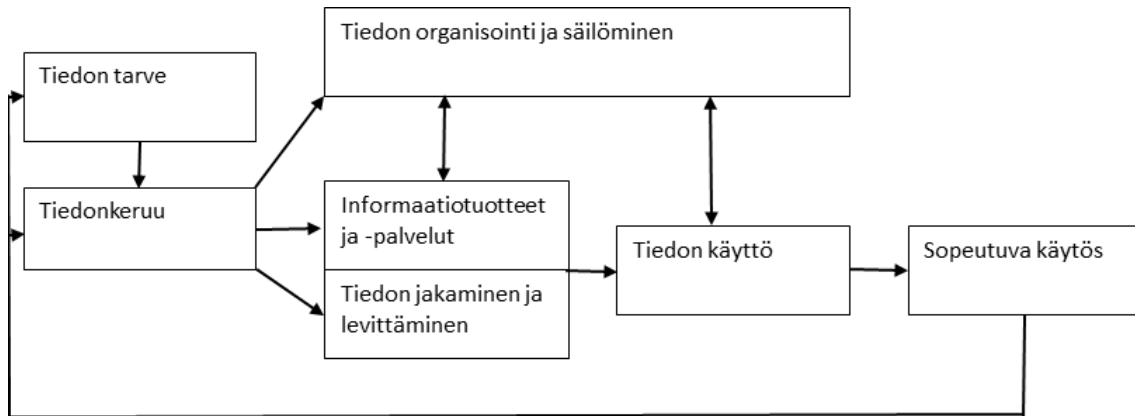 Tiedon organisointi ja säilöminen
Tiedon tarve
Tiedonkeruu
Informaatiotuotteet
ja -palvelut
Tiedon jakaminen ja
levittäminen
Tiedon käyttö
Sopeutuva käytös